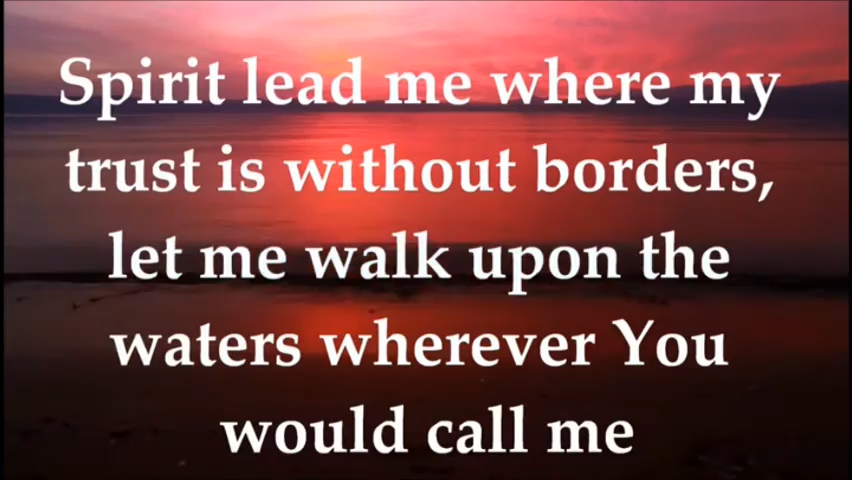 Spirit lead me where my
trust is without borders,
let me walk upon the
waters wherever You
would call me